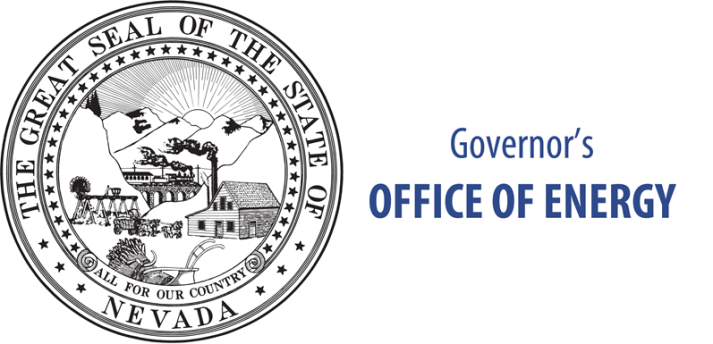 THE GREAT SEAL OF THE STATE OF
NEVADA
ALL FOR OUR COUNTRY
Governor’s
OFFICE OF ENERGY